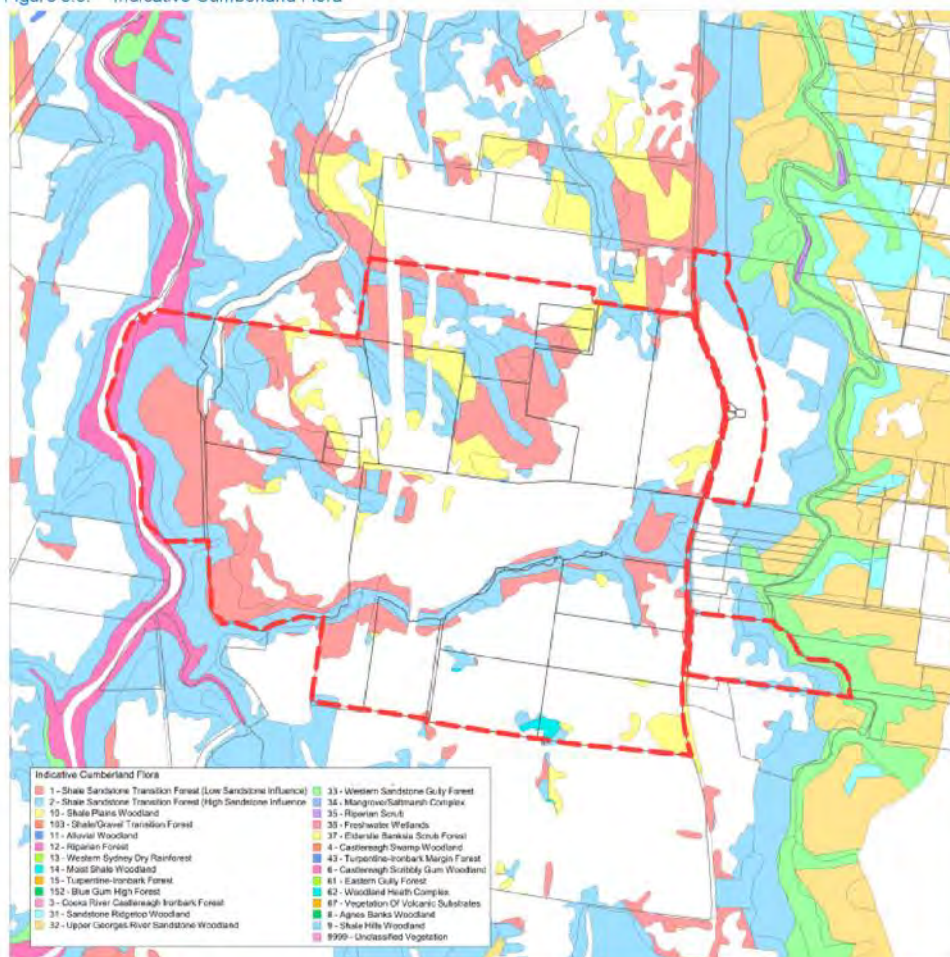 Indicative Cumberland Flora
Indicative Cumberland Flora
1 - Shale Sandstone Transition Forest (Low Sandstone Influence)
2 - Shale Sandstone Transition Forest (High Sandstone Influence
10 - Shale Plains Woodland
103 - Shale/Gravel Transition Forest
11 - Alluvial Woodland
12 - Riparian Forest
13 - Western Sydney Dry Rainforest
14 - Moist Shale Woodland
15 - Turpentine-Ironbark Forest
152 - Blue Gum High Forest
3 - Cooks River Castlereagh Ironbark Forest
31 - Sandstone Ridgetop Woodland
32 - Upper Georges River Sandstone Woodland
33 - Western Sandstone Gully Forest
34 - Mangrove/Saltmarsh Complex
35 - Riparian Scrub
36 - Freshwater Wetlands
37 - Elderslie Banksia Scrub Forest
4 - Castlereagh Swamp Woodland
43 - Turpentine-Ironbark Margin Forest
6 - Castlereagh Scribbly Gum Woodland
61 - Eastern Gully Forest
62 - Woodland Heath Complex
67 - Vegetation Of Volcanic Substrates
8 - Agnes Banks Woodland
9 - Shale Hills Woodland
9999 - Unclassified Vegetation